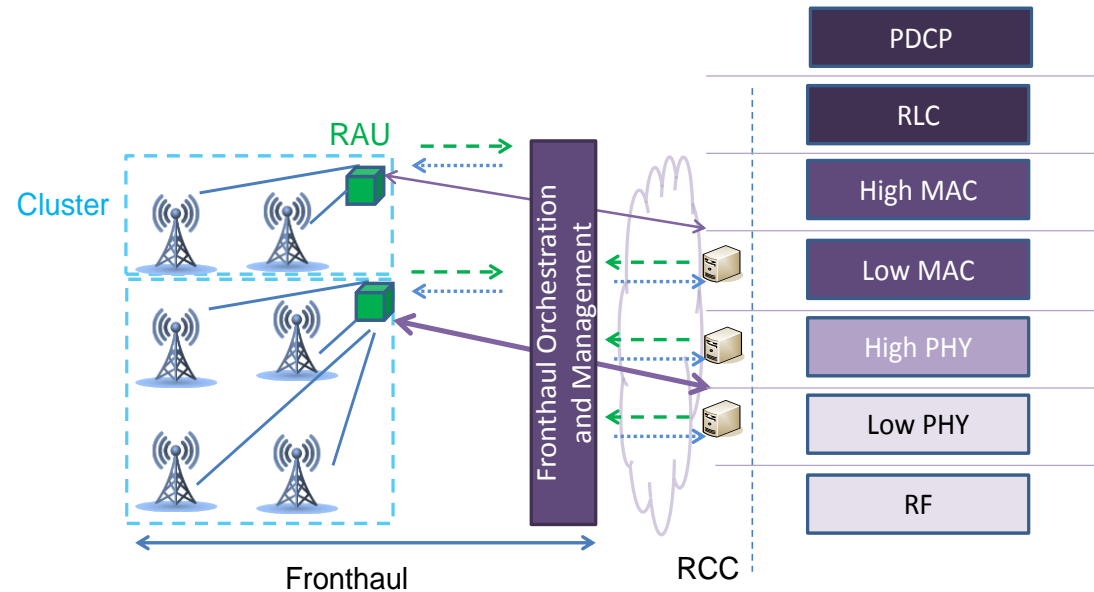 PDCP
RLC
RAU
Cluster
High MAC
Fronthaul Orchestration
and Management
Low MAC
High PHY
Low PHY
RF
Fronthaul
RCC